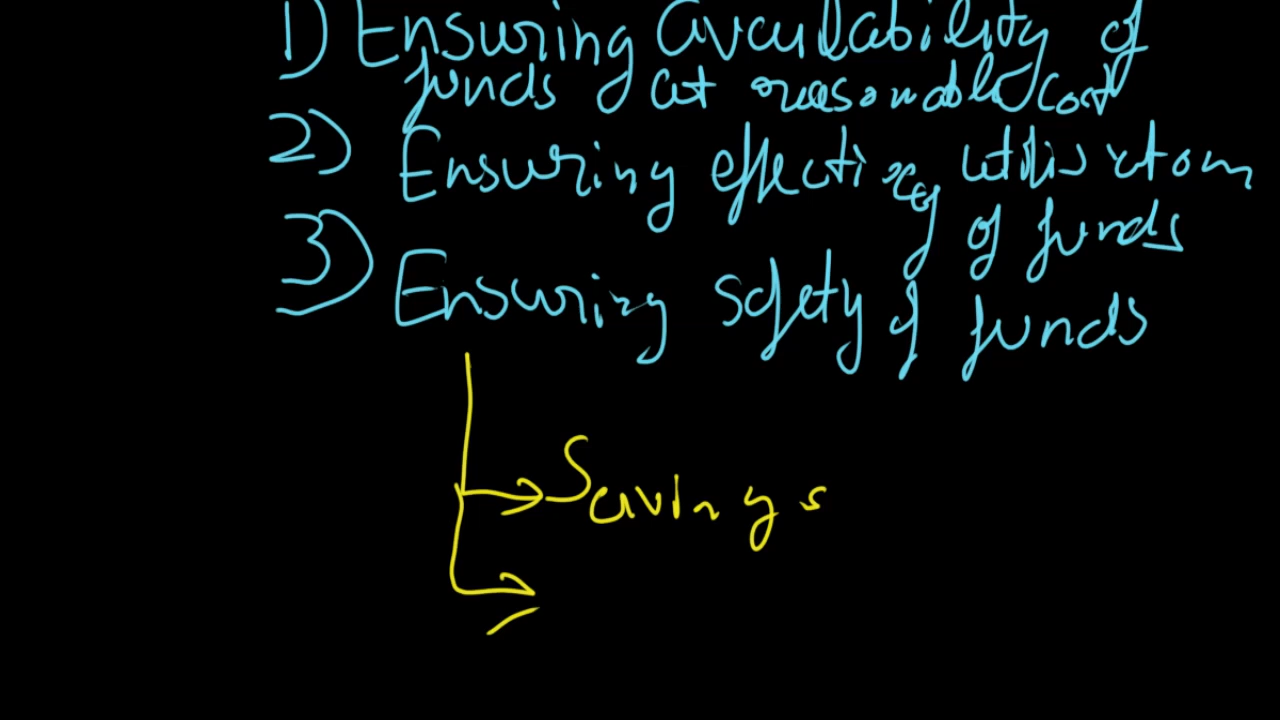 1) Ensuring availability of
funds at reasonable cost
2) Ensuring effective utilisation
of funds
3) Ensuring safety of funds
Savings